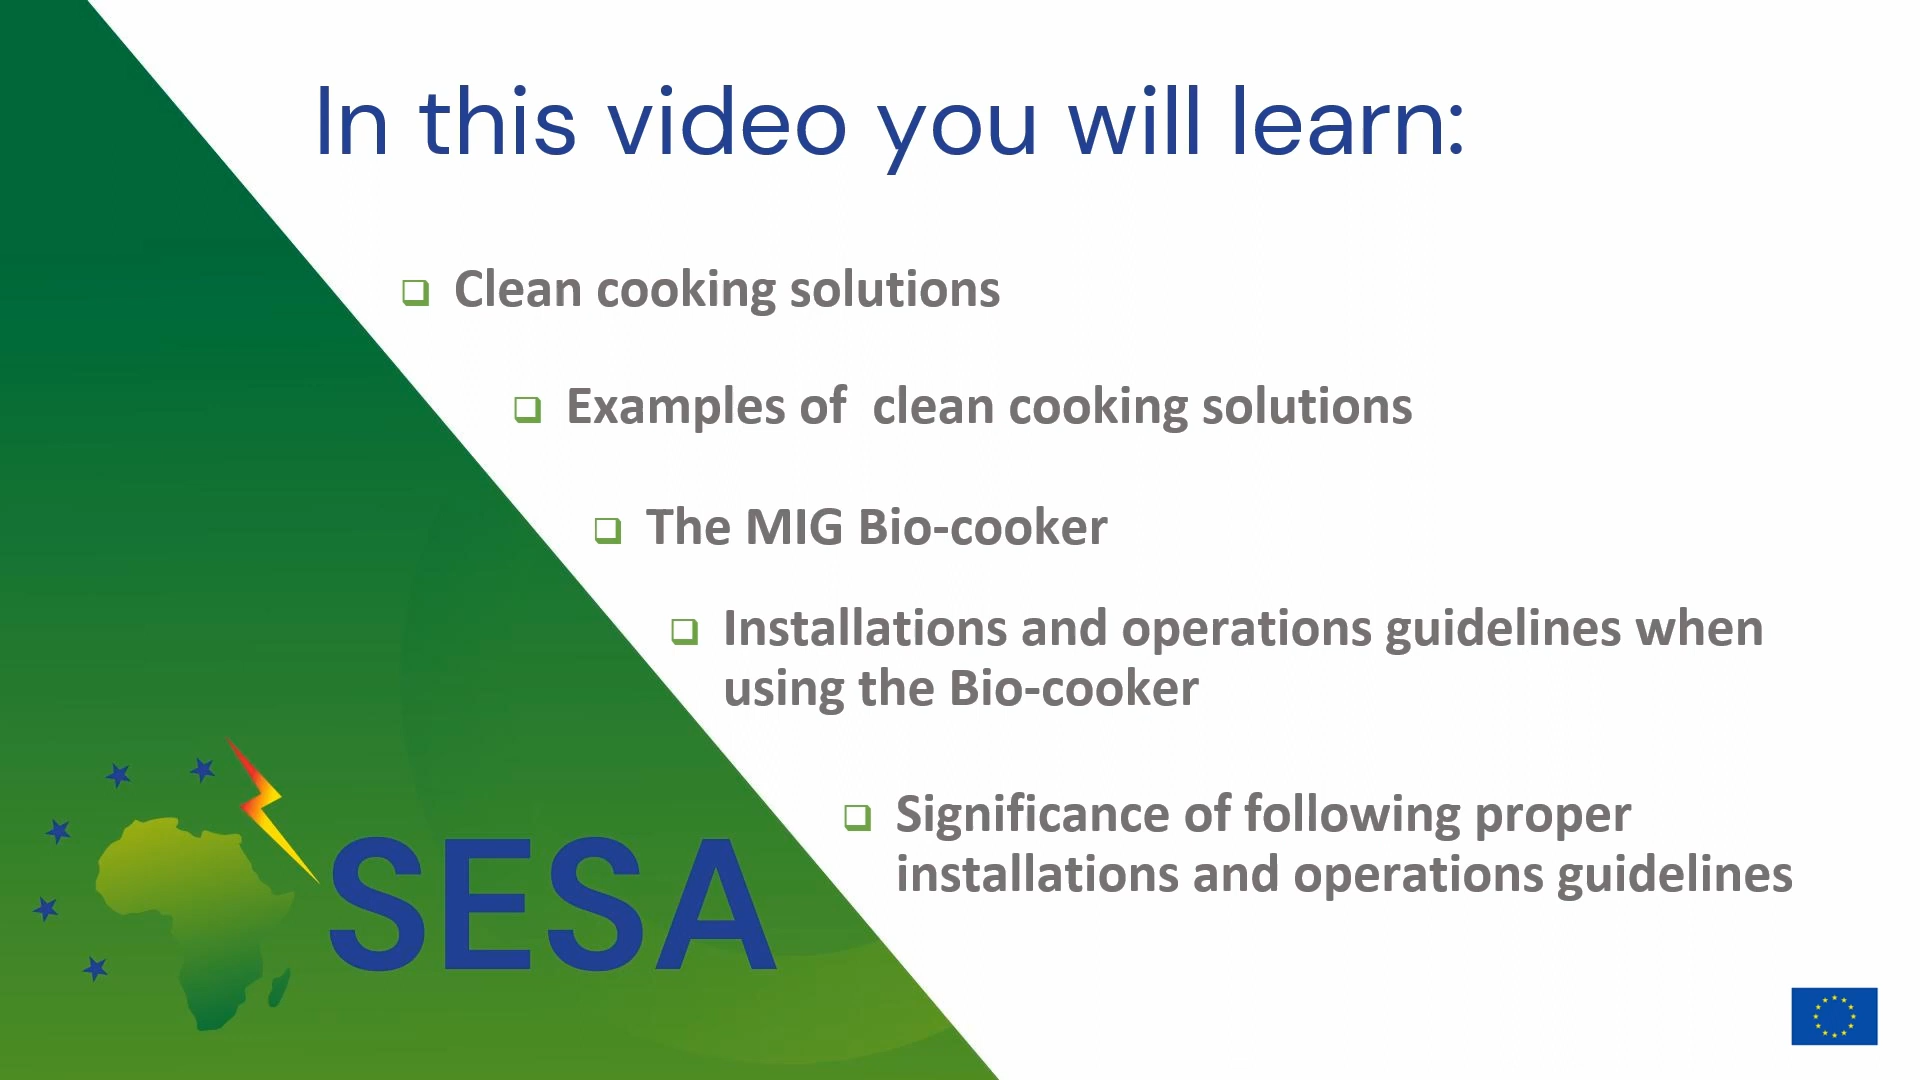 In this video you will learn:
Clean cooking solutions
Examples of  clean cooking solutions
The MIG Bio-cooker
Installations and operations guidelines when
using the Bio-cooker
Significance of following proper
installations and operations guidelines
SESA